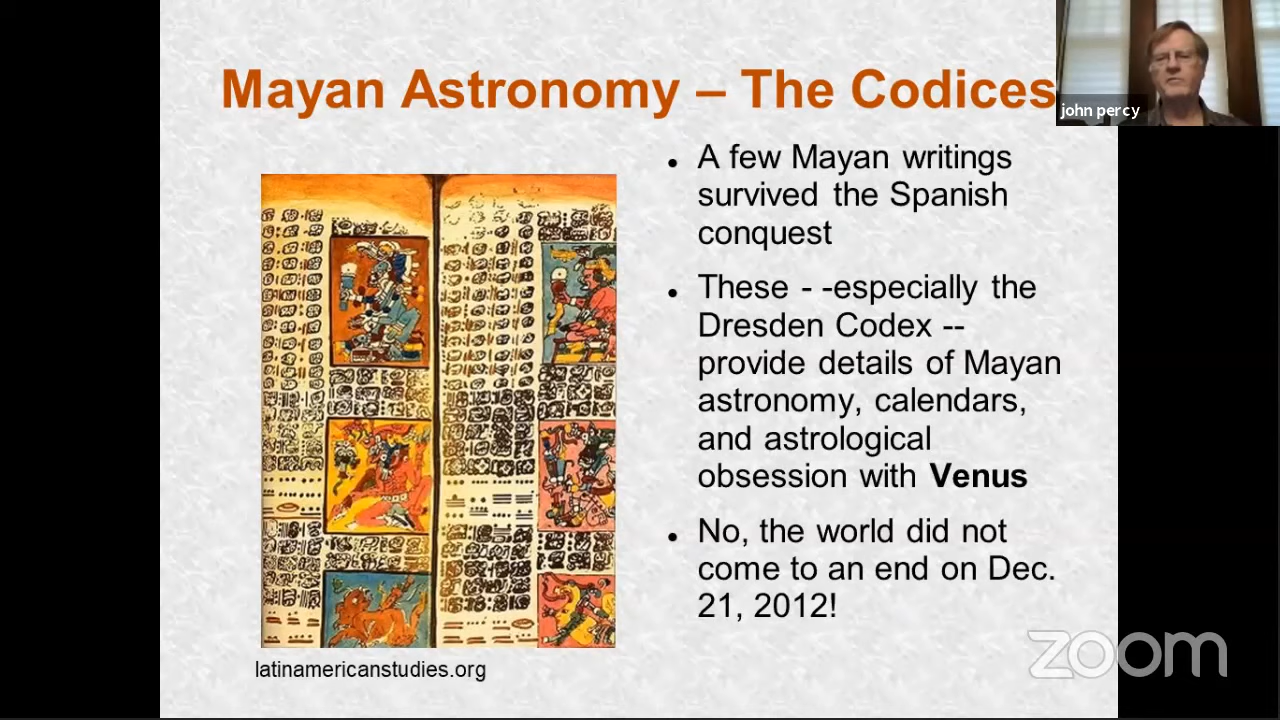 Mayan Astronomy – The Codices
john percy
A few Mayan writings
survived the Spanish
conquest
These - -especially the
Dresden Codex --
provide details of Mayan
astronomy, calendars,
and astrological
obsession with Venus
No, the world did not
come to an end on Dec.
21, 2012!
latinamericanstudies.org
zoom